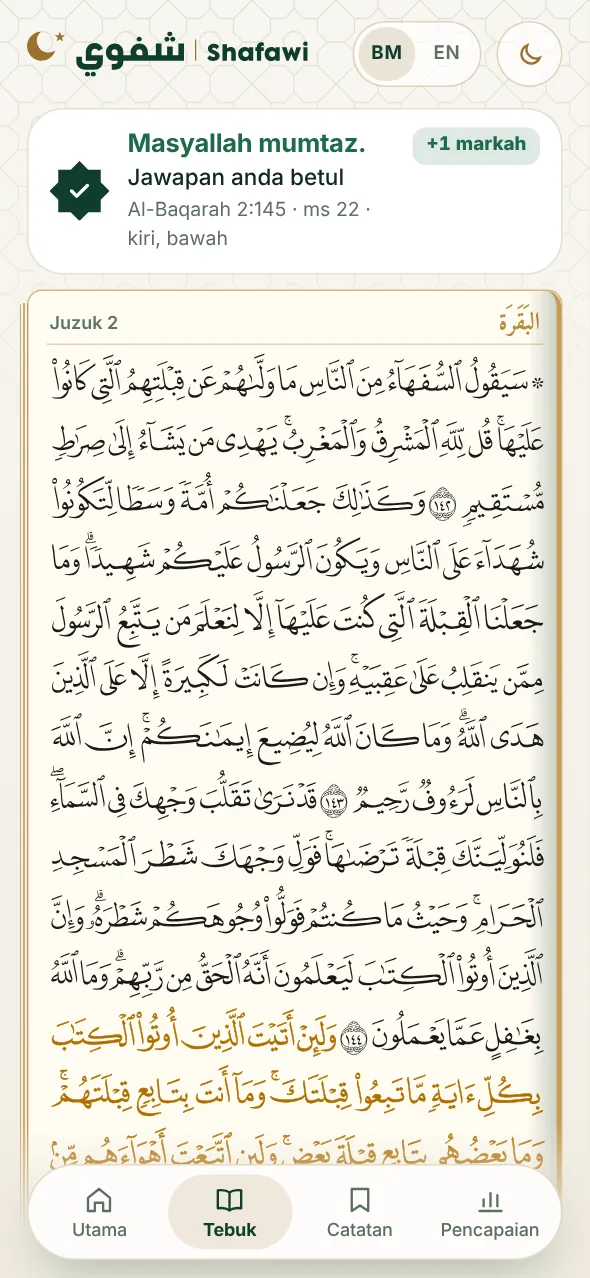 شفوي | Shafawi
BM EN
Masyallah mumtaz.
+1 markah
Jawapan anda betul
Al-Baqarah 2:145 · ms 22 ·
kiri, bawah
Juzuk 2
البَقَرَة
۞ سَيَقُولُ ٱلسُّفَهَآءُ مِنَ ٱلنَّاسِ مَا وَلَّىٰهُمۡ عَن قِبۡلَتِهِمُ ٱلَّتِي كَانُواْ
عَلَيۡهَاۚ قُل لِّلَّهِ ٱلۡمَشۡرِقُ وَٱلۡمَغۡرِبُۚ يَهۡدِي مَن يَشَآءُ إِلَىٰ صِرَٰطٖ
مُّسۡتَقِيمٖ ١٤٢ وَكَذَٰلِكَ جَعَلۡنَٰكُمۡ أُمَّةٗ وَسَطٗا لِّتَكُونُواْ
شُهَدَآءَ عَلَى ٱلنَّاسِ وَيَكُونَ ٱلرَّسُولُ عَلَيۡكُمۡ شَهِيدٗاۗ وَمَا
جَعَلۡنَا ٱلۡقِبۡلَةَ ٱلَّتِي كُنتَ عَلَيۡهَآ إِلَّا لِنَعۡلَمَ مَن يَتَّبِعُ ٱلرَّسُولَ
مِمَّن يَنقَلِبُ عَلَىٰ عَقِبَيۡهِۚ وَإِن كَانَتۡ لَكَبِيرَةً إِلَّا عَلَى ٱلَّذِينَ
هَدَى ٱللَّهُۗ وَمَا كَانَ ٱللَّهُ لِيُضِيعَ إِيمَٰنَكُمۡۚ إِنَّ ٱللَّهَ
بِٱلنَّاسِ لَرَءُوفٞ رَّحِيمٞ ١٤٣ قَدۡ نَرَىٰ تَقَلُّبَ وَجۡهِكَ فِي ٱلسَّمَآءِۖ
فَلَنُوَلِّيَنَّكَ قِبۡلَةٗ تَرۡضَىٰهَاۚ فَوَلِّ وَجۡهَكَ شَطۡرَ ٱلۡمَسۡجِدِ
ٱلۡحَرَامِۚ وَحَيۡثُ مَا كُنتُمۡ فَوَلُّواْ وُجُوهَكُمۡ شَطۡرَهُۥۗ وَإِنَّ
ٱلَّذِينَ أُوتُواْ ٱلۡكِتَٰبَ لَيَعۡلَمُونَ أَنَّهُ ٱلۡحَقُّ مِن رَّبِّهِمۡۗ وَمَا ٱللَّهُ
بِغَٰفِلٍ عَمَّا يَعۡمَلُونَ ١٤٤ وَلَئِنۡ أَتَيۡتَ ٱلَّذِينَ أُوتُواْ ٱلۡكِتَٰبَ
بِكُلِّ ءَايَةٖ مَّا تَبِعُواْ قِبۡلَتَكَۚ وَمَآ أَنتَ بِتَابِعٖ قِبۡلَتَهُمۡۚ
وَمَا بَعۡضُهُم بِتَابِعٖ قِبۡلَةَ بَعۡضٖۚ وَلَئِنِ ٱتَّبَعۡتَ أَهۡوَآءَهُم مِّنۢ
Utama
Tebuk
Catatan
Pencapaian